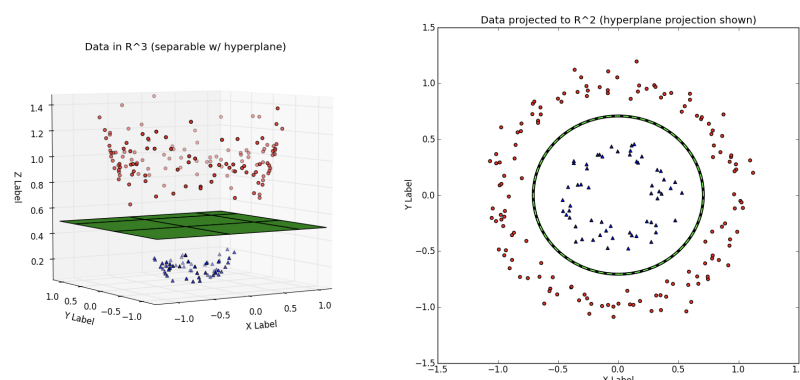 Data in R^3 (separable w/ hyperplane)
1.4
1.2
1.0
0.8
0.6
0.4
0.2
Z Label
1.0 0.5 0.0 −0.5 −1.0
Y Label
−1.0 −0.5 0.0 0.5 1.0
X Label
Data projected to R^2 (hyperplane projection shown)
1.5
1.0
0.5
0.0
−0.5
−1.0
−1.5
Y Label
−1.5 −1.0 −0.5 0.0 0.5 1.0 1.
X Label